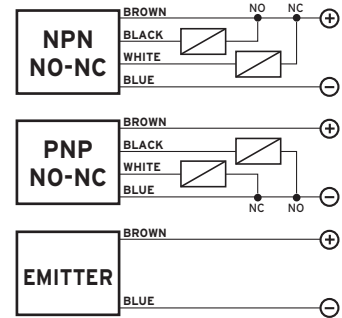 NPN
NO-NC
BROWN
NO
NC
BLACK
WHITE
BLUE
+
−
PNP
NO-NC
BROWN
BLACK
WHITE
BLUE
NC
NO
+
−
EMITTER
BROWN
BLUE
+
−